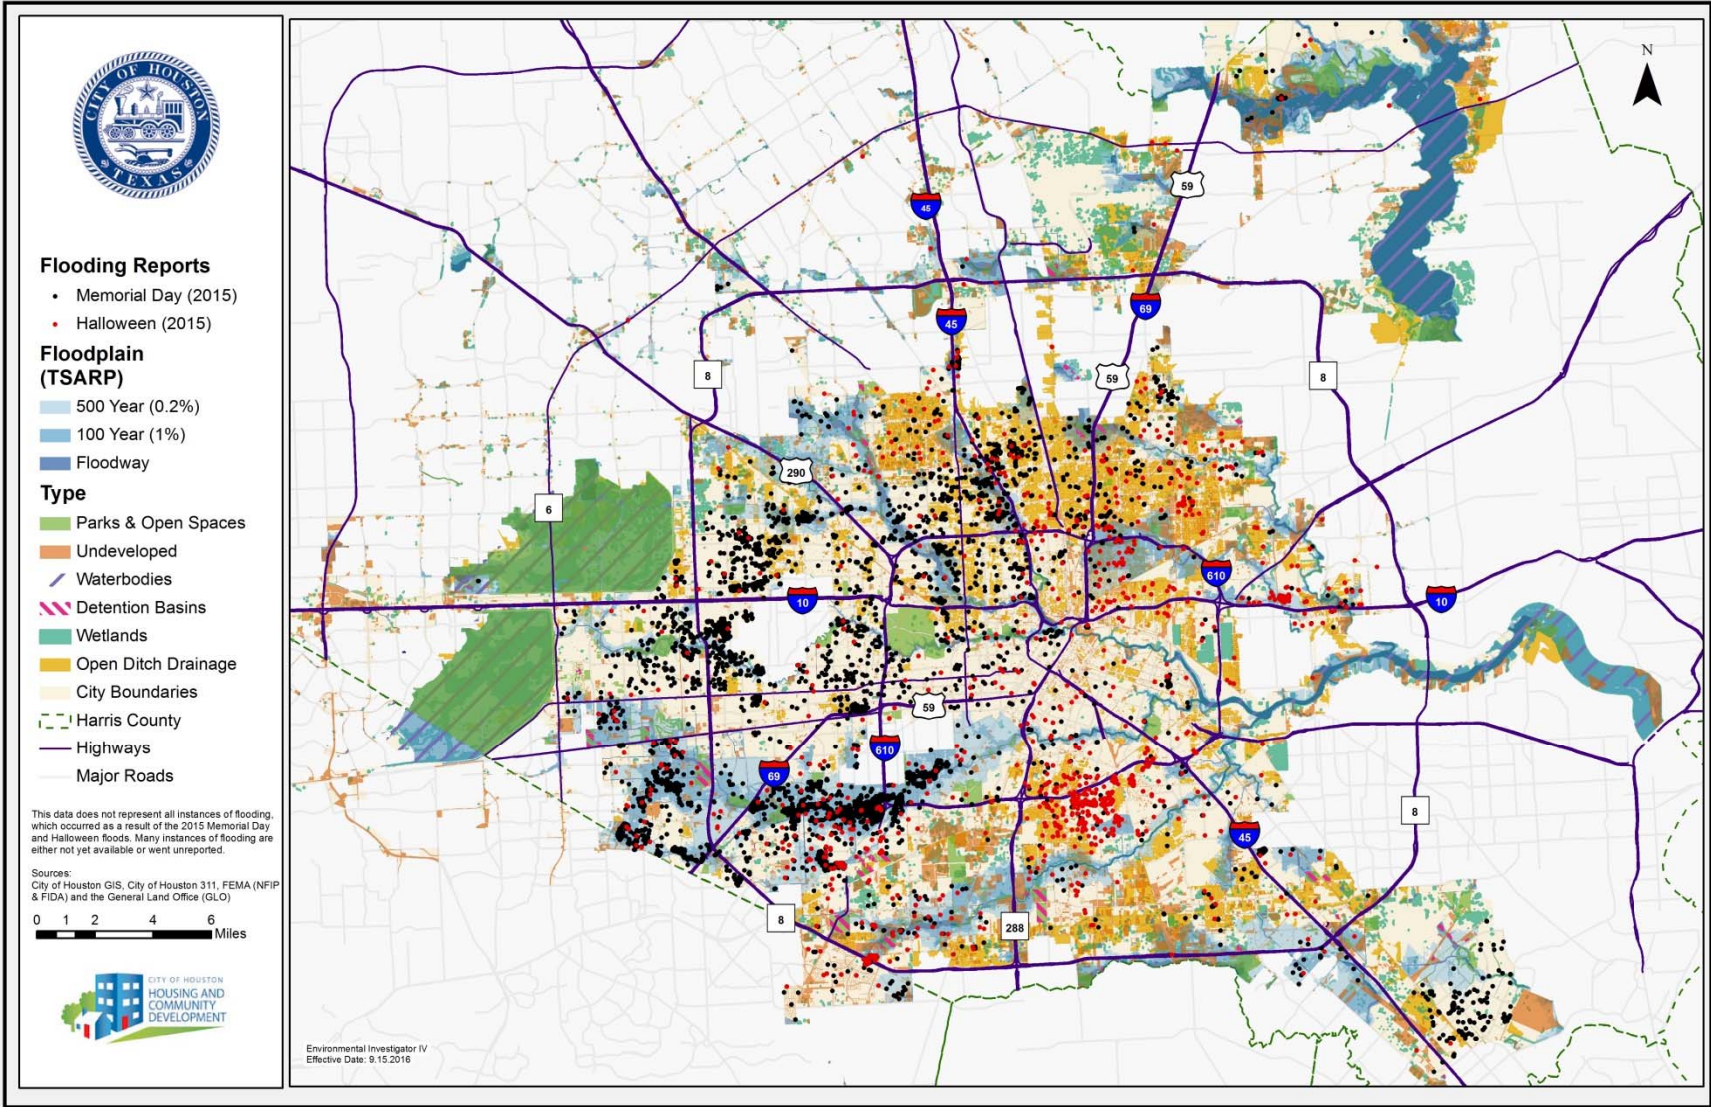 CITY OF HOUSTON
TEXAS
Flooding Reports
Memorial Day (2015)
Halloween (2015)
Floodplain
(TSARP)
500 Year (0.2%)
100 Year (1%)
Floodway
Type
Parks & Open Spaces
Undeveloped
Waterbodies
Detention Basins
Wetlands
Open Ditch Drainage
City Boundaries
Harris County
Highways
Major Roads
This data does not represent all instances of flooding,
which occurred as a result of the 2015 Memorial Day
and Halloween floods. Many instances of flooding are
either not yet available or went unreported.
Sources:
City of Houston GIS, City of Houston 311, FEMA (NFIP
& FIDA) and the General Land Office (GLO)
0 1 2 4 6
Miles
CITY OF HOUSTON
HOUSING AND
COMMUNITY
DEVELOPMENT
N
59
45
69
45
8
59
8
290
6
610
10
10
59
610
69
8
45
8
288
Environmental Investigator IV
Effective Date: 9.15.2016